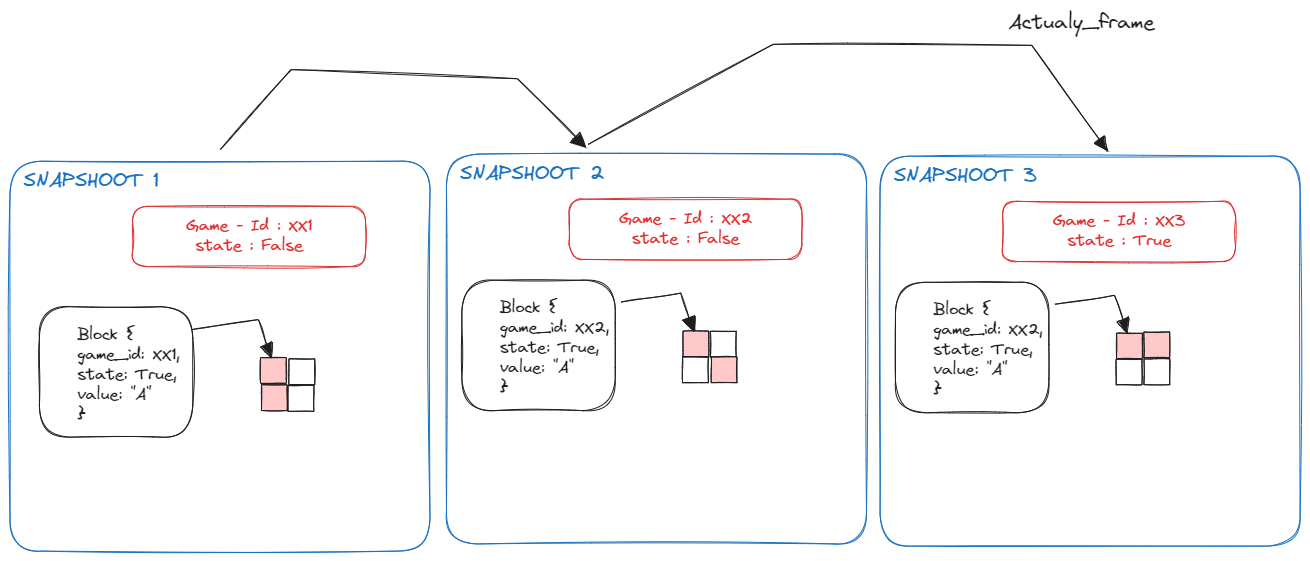 Actualy_frame
SNAPSHOOT 1
Game - Id : XX1
state : False
Block {
game_id: XX1,
state: True,
value: "A"
}
SNAPSHOOT 2
Game - Id : XX2
state : False
Block {
game_id: XX2,
state: True,
value: "A"
}
SNAPSHOOT 3
Game - Id : XX3
state : True
Block {
game_id: XX2,
state: True,
value: "A"
}